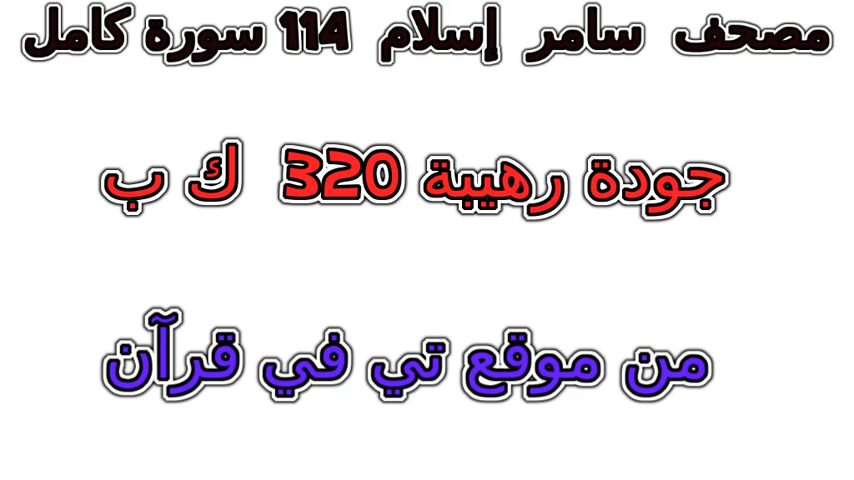 مصحف سامر إسلام 114 سورة كامل
جودة رهيبة 320 ك ب
من موقع تي في قرآن